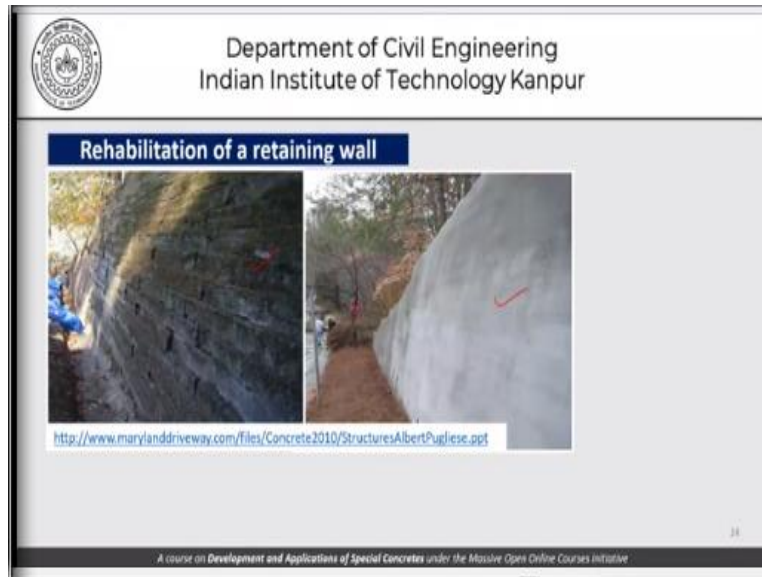 Department of Civil Engineering
Indian Institute of Technology Kanpur
Rehabilitation of a retaining wall
http://www.marylanddriveway.com/files/Concrete2010/StructuresAlbertPugliese.ppt
A course on Development and Applications of Special Concretes under the Massive Open Online Courses Initiative